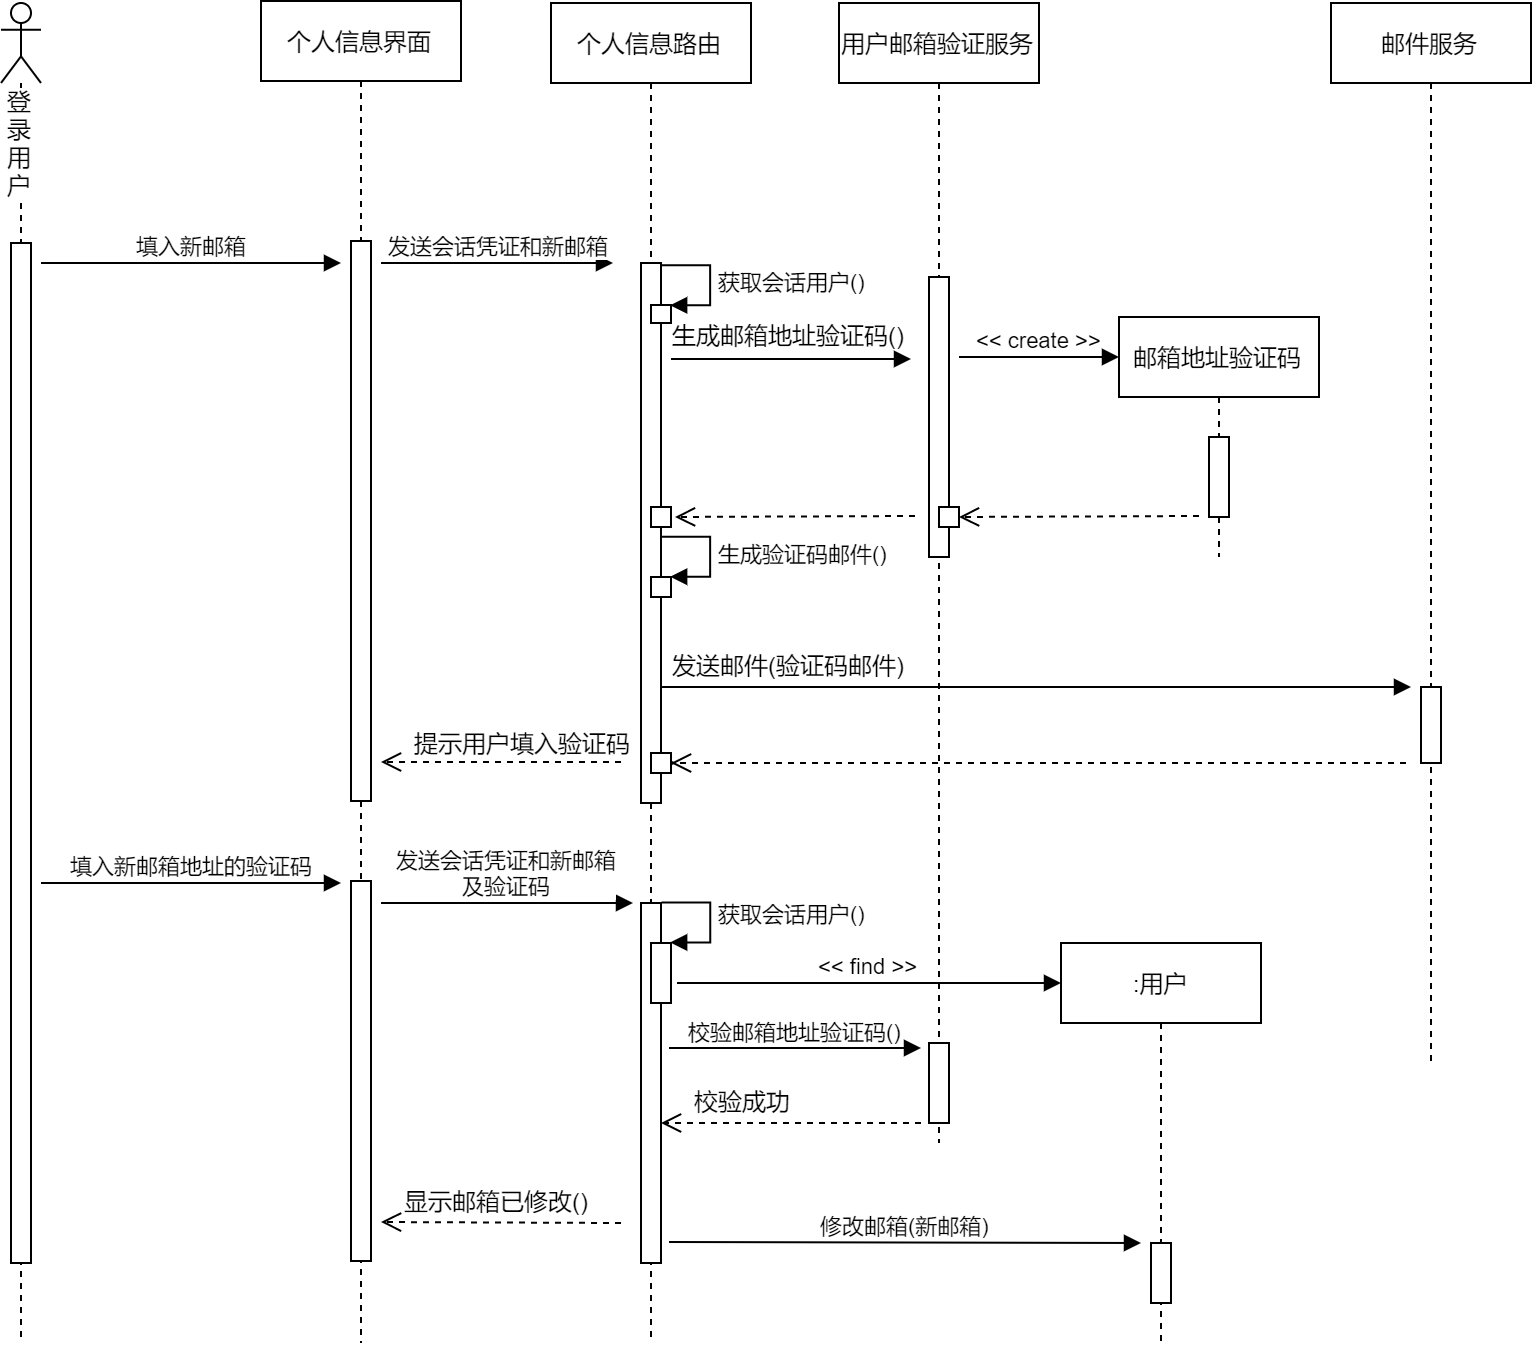 个人信息界面
个人信息路由
用户邮箱验证服务
邮件服务
登
录
用
户
填入新邮箱
发送会话凭证和新邮箱
获取会话用户()
生成邮箱地址验证码()
<< create >>
邮箱地址验证码
生成验证码邮件()
发送邮件(验证码邮件)
提示用户填入验证码
填入新邮箱地址的验证码
发送会话凭证和新邮箱
及验证码
获取会话用户()
<< find >>
:用户
校验邮箱地址验证码()
校验成功
显示邮箱已修改()
修改邮箱(新邮箱)